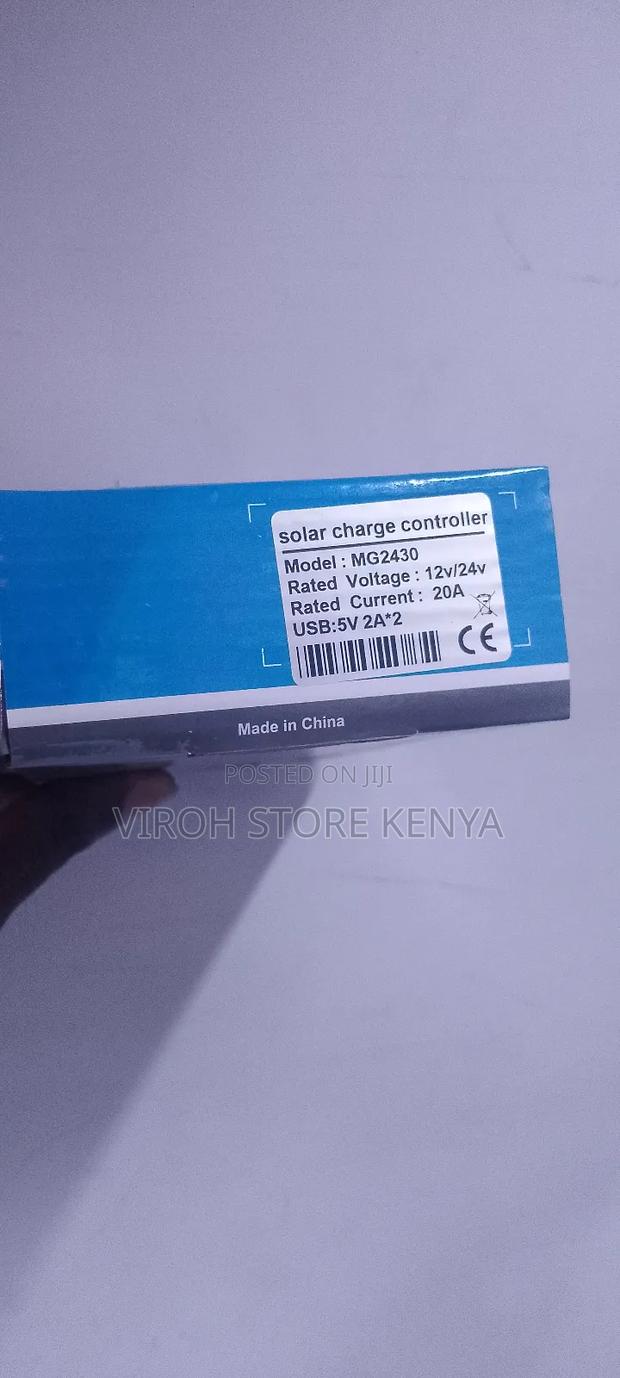 solar charge controller
Model : MG2430
Rated Voltage : 12v/24v
Rated Current : 20A
USB:5V 2A*2
CE
Made in China
POSTED ON JIJI
VIROH STORE KENYA